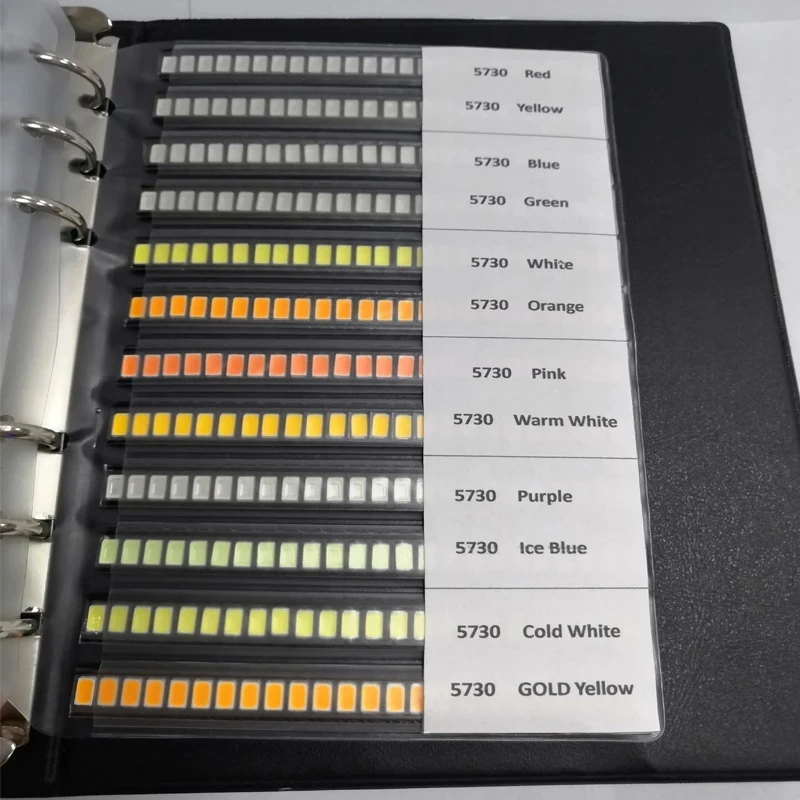 5730 Red
5730 Yellow
5730 Blue
5730 Green
5730 White
5730 Orange
5730 Pink
5730 Warm White
5730 Purple
5730 Ice Blue
5730 Cold White
5730 GOLD Yellow